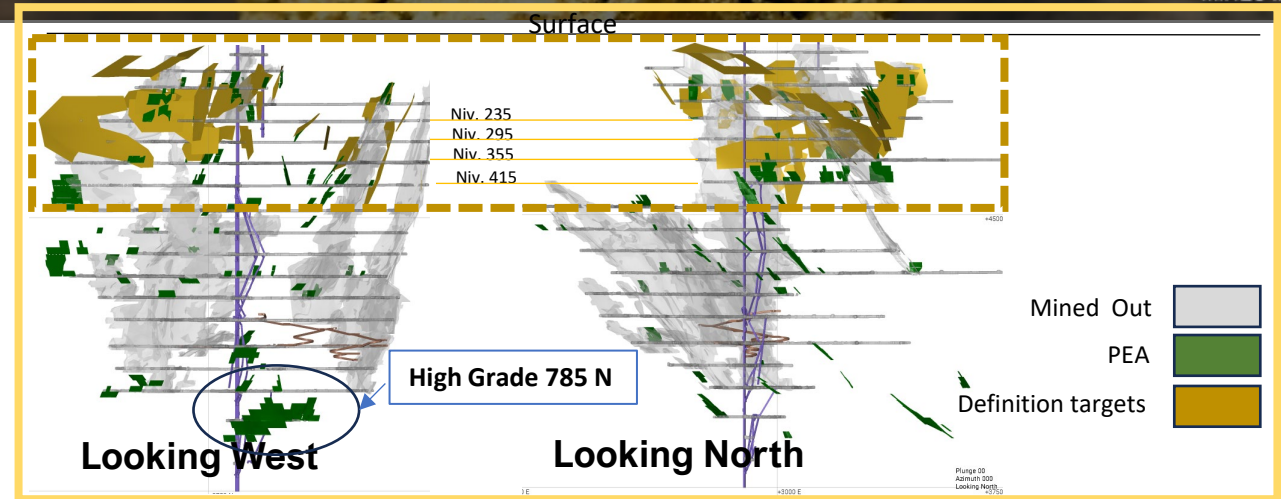 Surface
Niv. 235
Niv. 295
Niv. 355
Niv. 415
+4500
Mined Out
PEA
Definition targets
High Grade 785 N
Looking West
Looking North
Plunge 00
Azimuth 000
Looking North
+3000 E
+3750